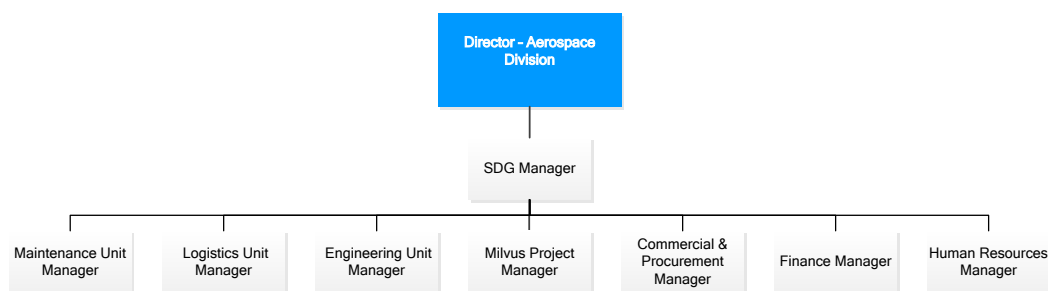 Director - Aerospace
Division
SDG Manager
Maintenance Unit
Manager
Logistics Unit
Manager
Engineering Unit
Manager
Milvus Project
Manager
Commercial &
Procurement
Manager
Finance Manager
Human Resources
Manager